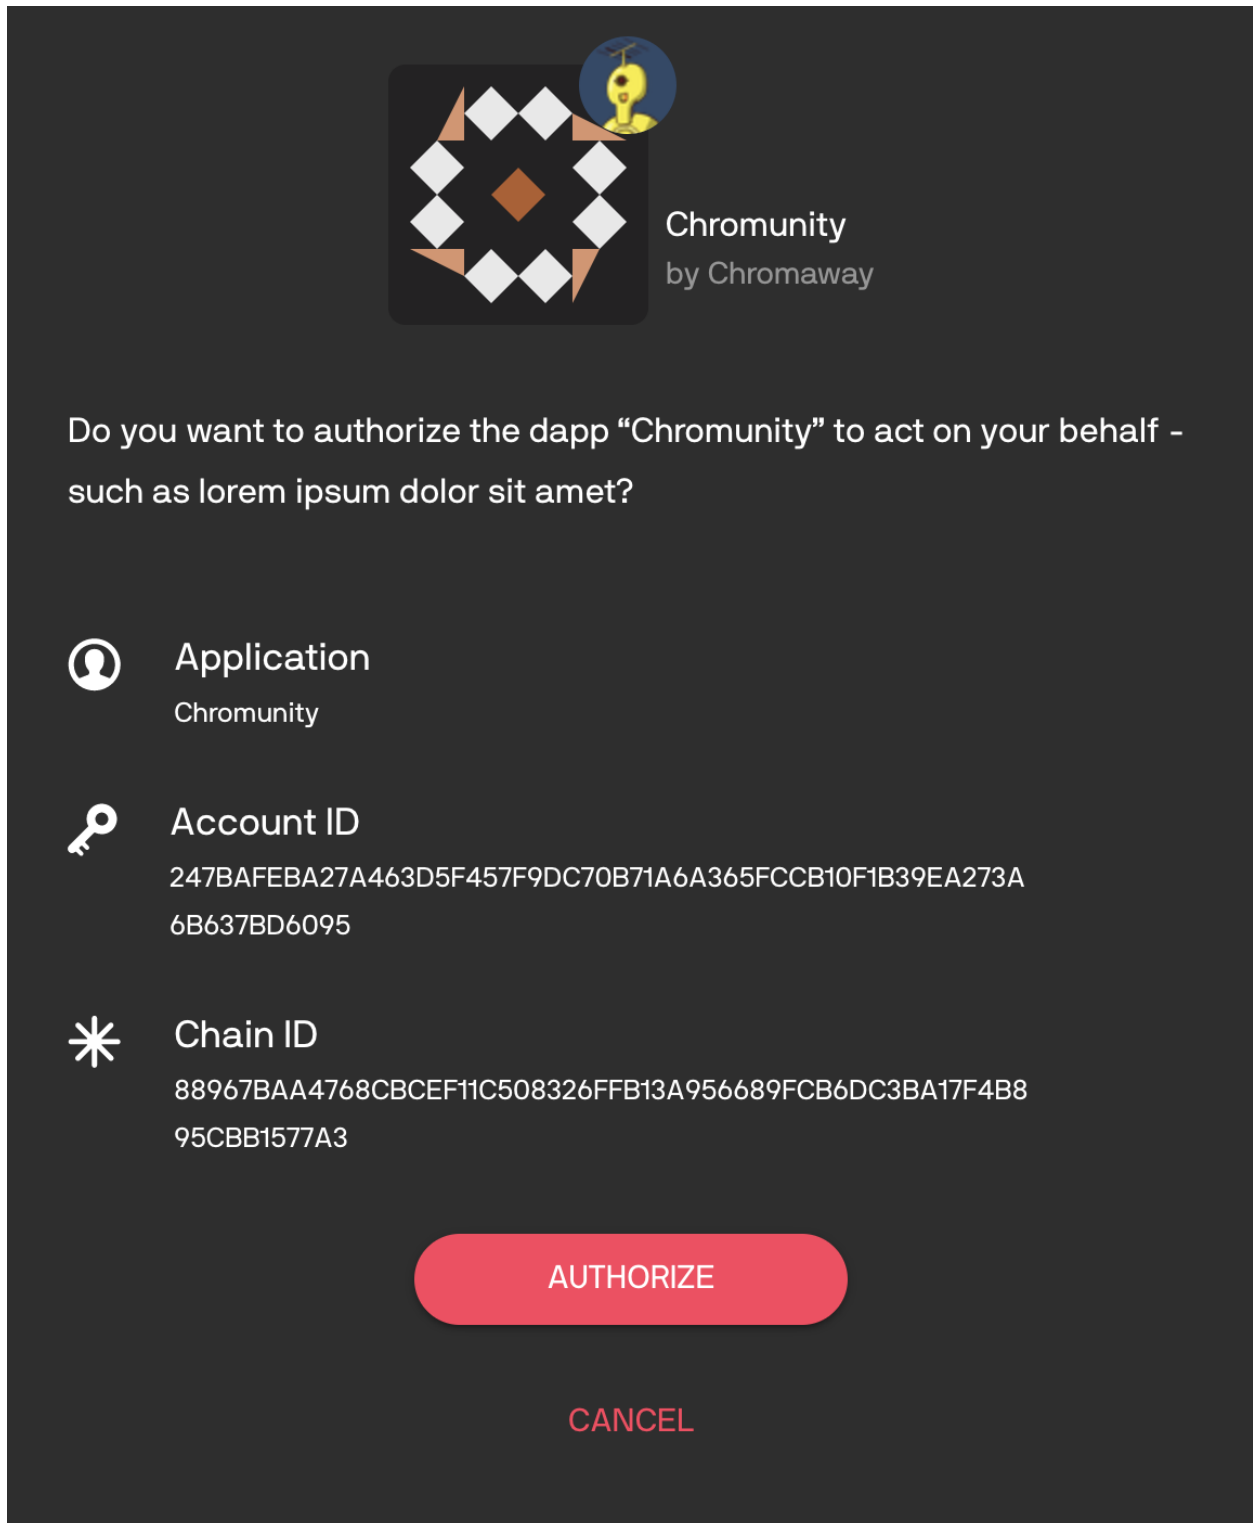 Chromunity
by Chromaway
Do you want to authorize the dapp “Chromunity” to act on your behalf -
such as lorem ipsum dolor sit amet?
Application
Chromunity
Account ID
247BAFEBA27A463D5F457F9DC70B71A6A365FCCB10F1B39EA273A
6B637BD6095
Chain ID
88967BAA4768CBCEF11C508326FFB13A956689FCB6DC3BA17F4B8
95CBB1577A3
AUTHORIZE
CANCEL